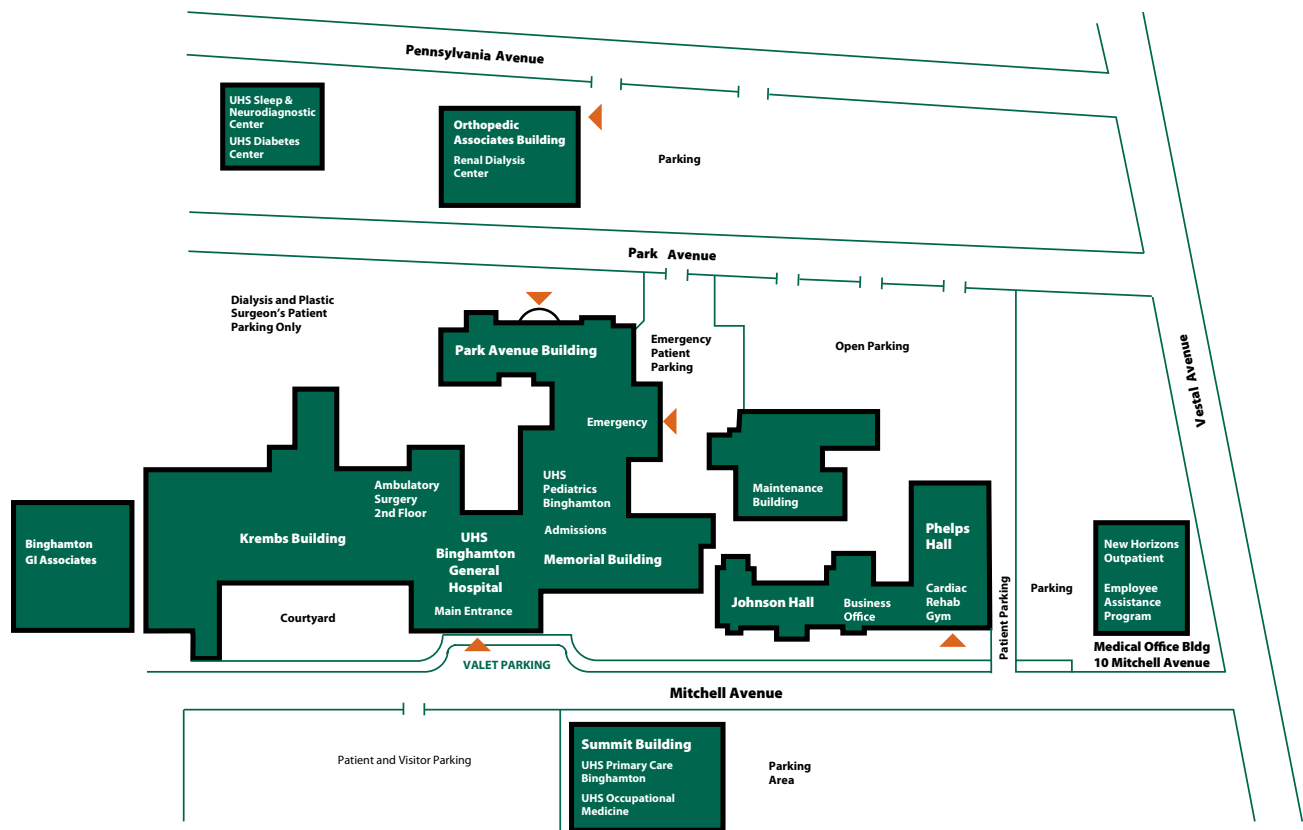 Pennsylvania Avenue
UHS Sleep &
Neurodiagnostic
Center
UHS Diabetes
Center
Orthopedic
Associates Building
Renal Dialysis
Center
Parking
Park Avenue
Vestal Avenue
Dialysis and Plastic
Surgeon's Patient
Parking Only
Park Avenue Building
Emergency
Patient
Parking
Open Parking
Emergency
Ambulatory
Surgery
2nd Floor
UHS
Pediatrics
Binghamton
Admissions
Maintenance
Building
Binghamton
GI Associates
Krembs Building
UHS
Binghamton
General
Hospital
Main Entrance
Memorial Building
Phelps
Hall
Cardiac
Rehab
Gym
Johnson Hall
Business
Office
Patient Parking
Parking
New Horizons
Outpatient
Employee
Assistance
Program
Medical Office Bldg
10 Mitchell Avenue
Courtyard
VALET PARKING
Mitchell Avenue
Patient and Visitor Parking
Summit Building
UHS Primary Care
Binghamton
UHS Occupational
Medicine
Parking
Area